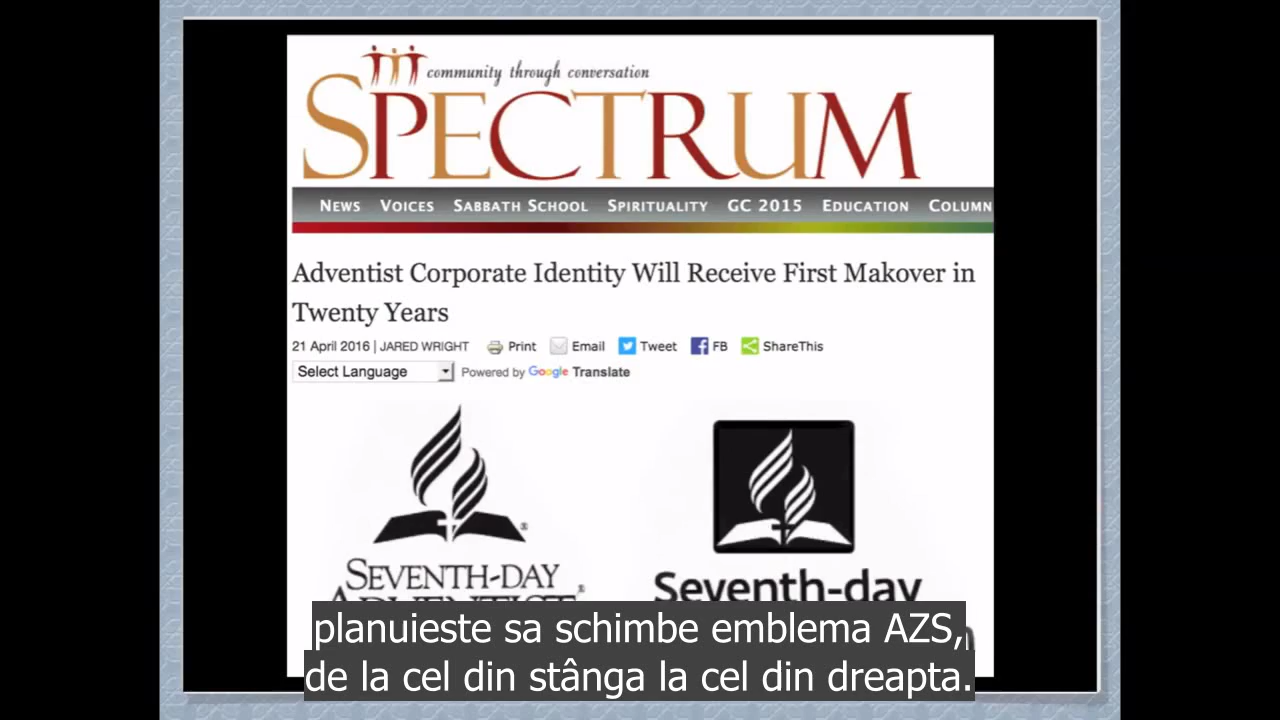 community through conversation
SPECTRUM
NEWS VOICES SABBATH SCHOOL SPIRITUALITY GC 2015 EDUCATION COLUMN
Adventist Corporate Identity Will Receive First Makover in
Twenty Years
21 April 2016 | JARED WRIGHT Print Email Tweet FB ShareThis
Select Language Powered by Google Translate
SEVENTH-DAY Seventh-day
ADVENTIST
planuieste sa schimbe emblema AZS,
de la cel din stânga la cel din dreapta.